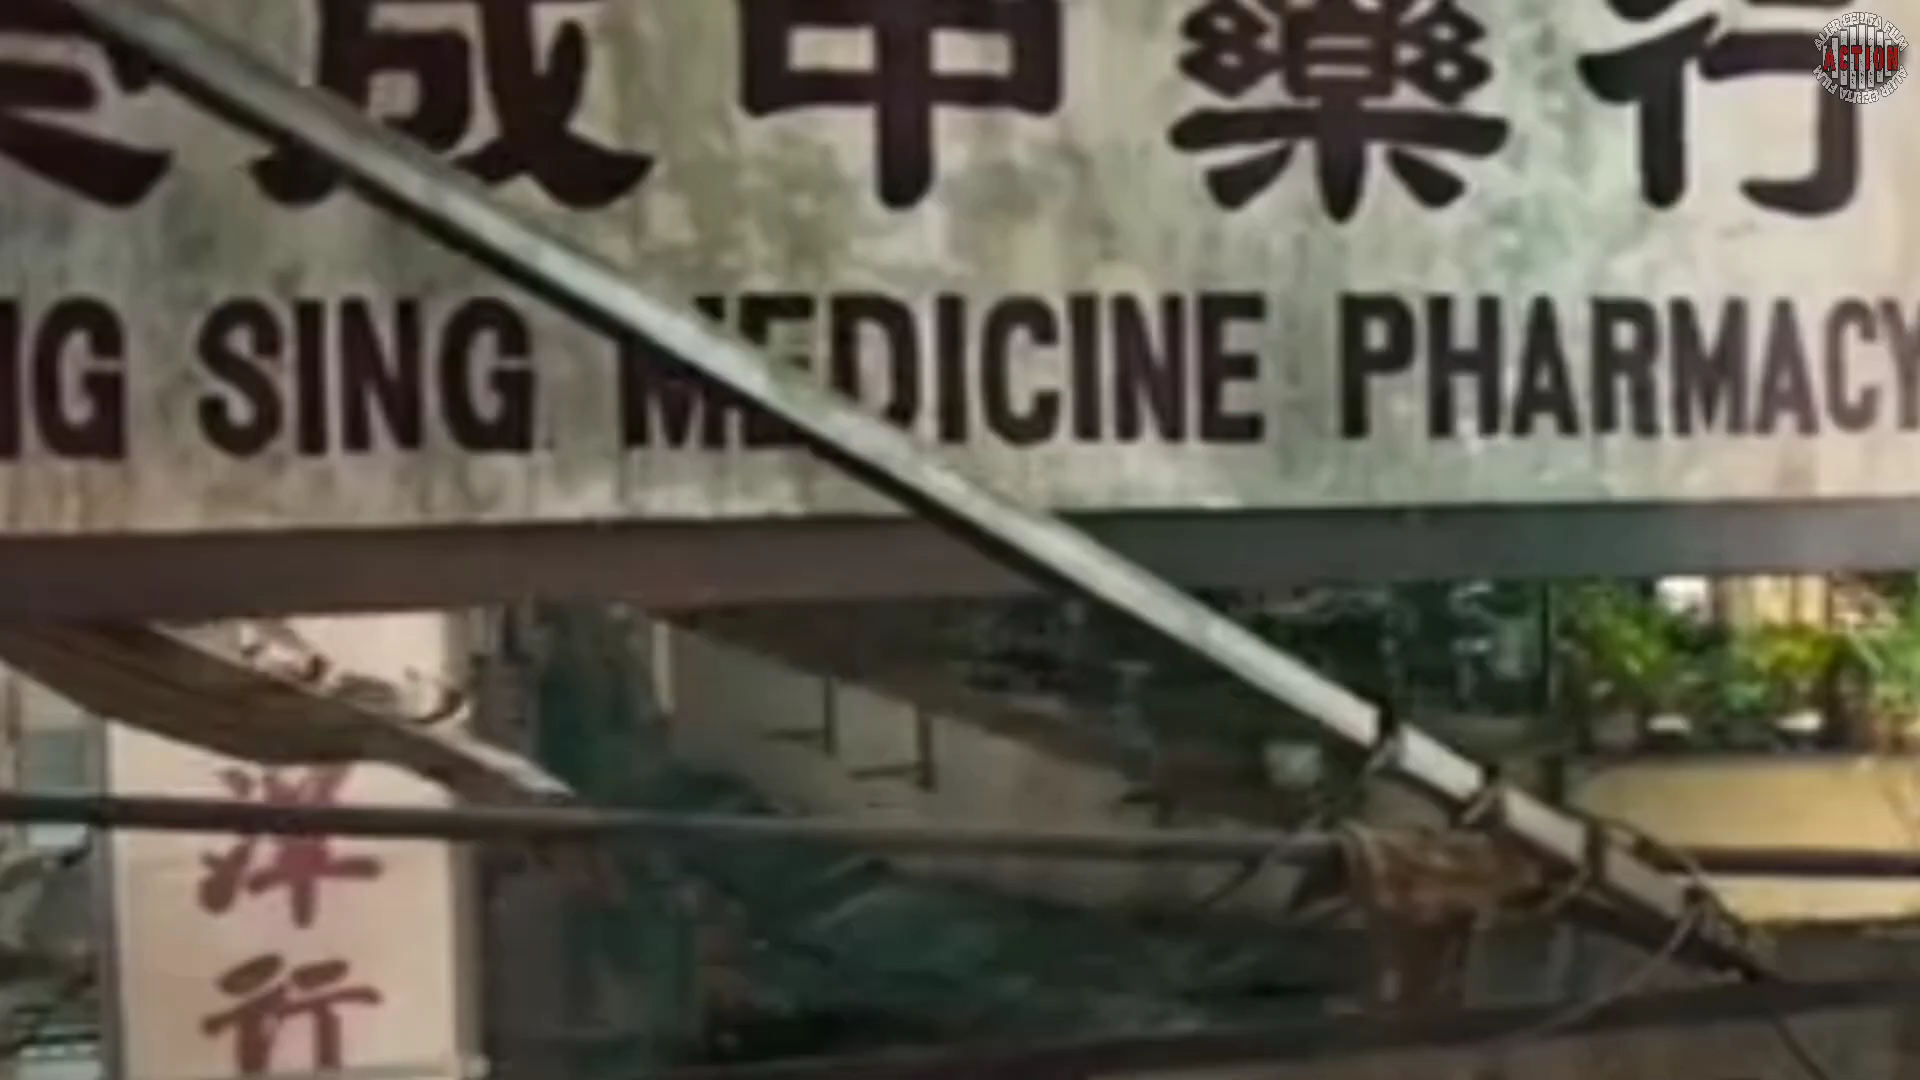 成中藥行
SING MEDICINE PHARMACY
洋
行
ACTION